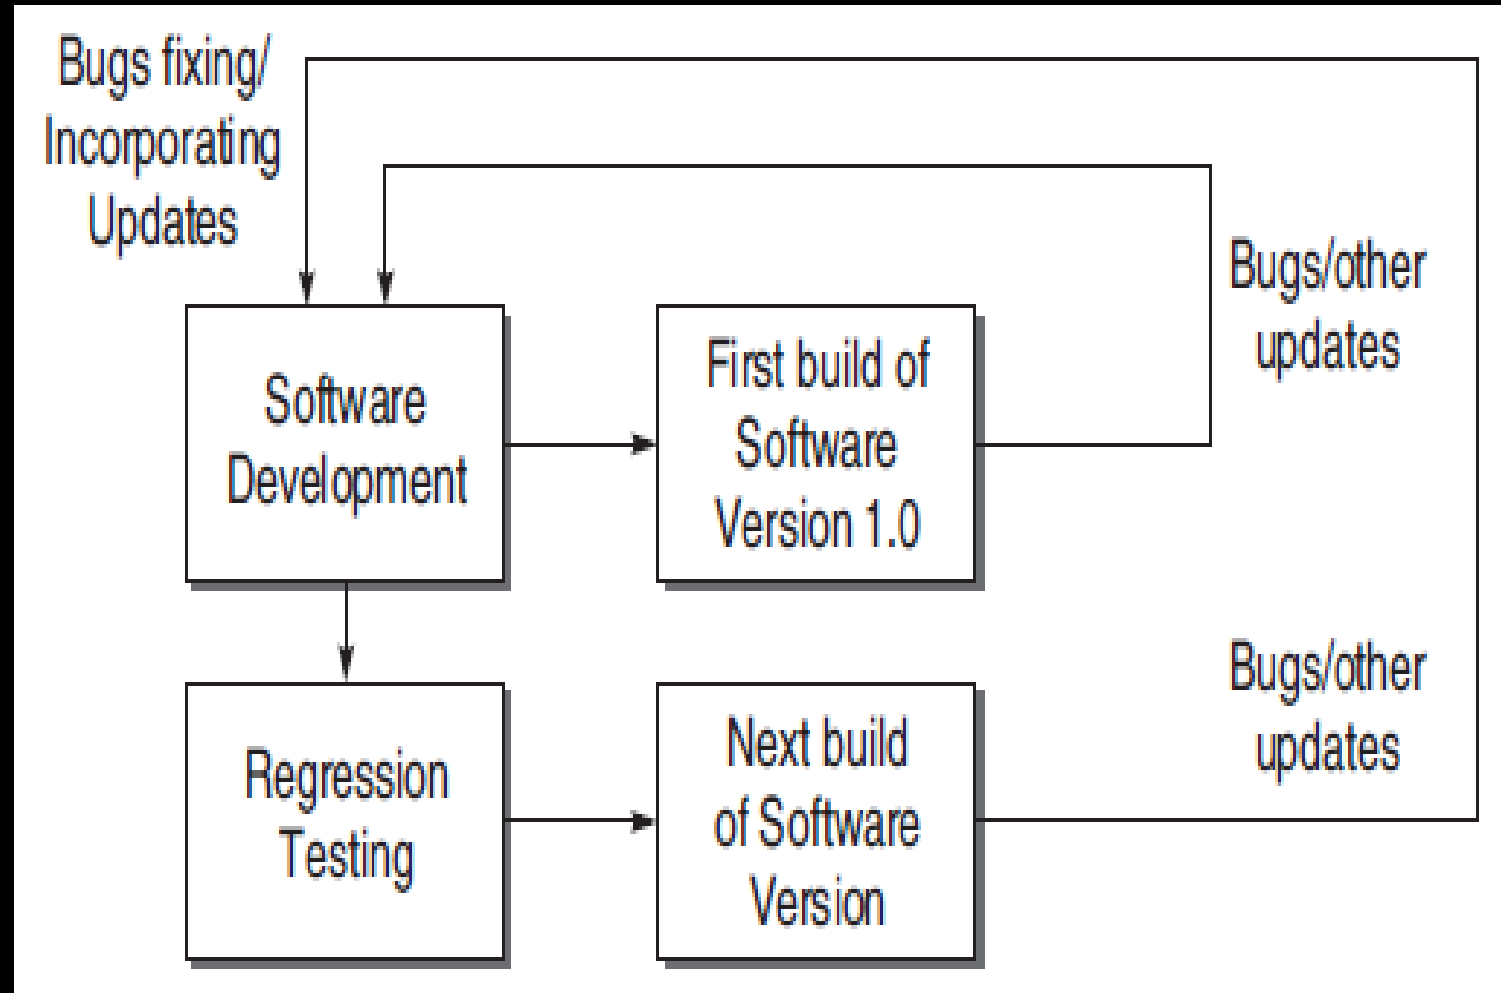 Bugs fixing/
Incorporating
Updates
Bugs/other
updates
Software
Development
First build of
Software
Version 1.0
Bugs/other
updates
Regression
Testing
Next build
of Software
Version